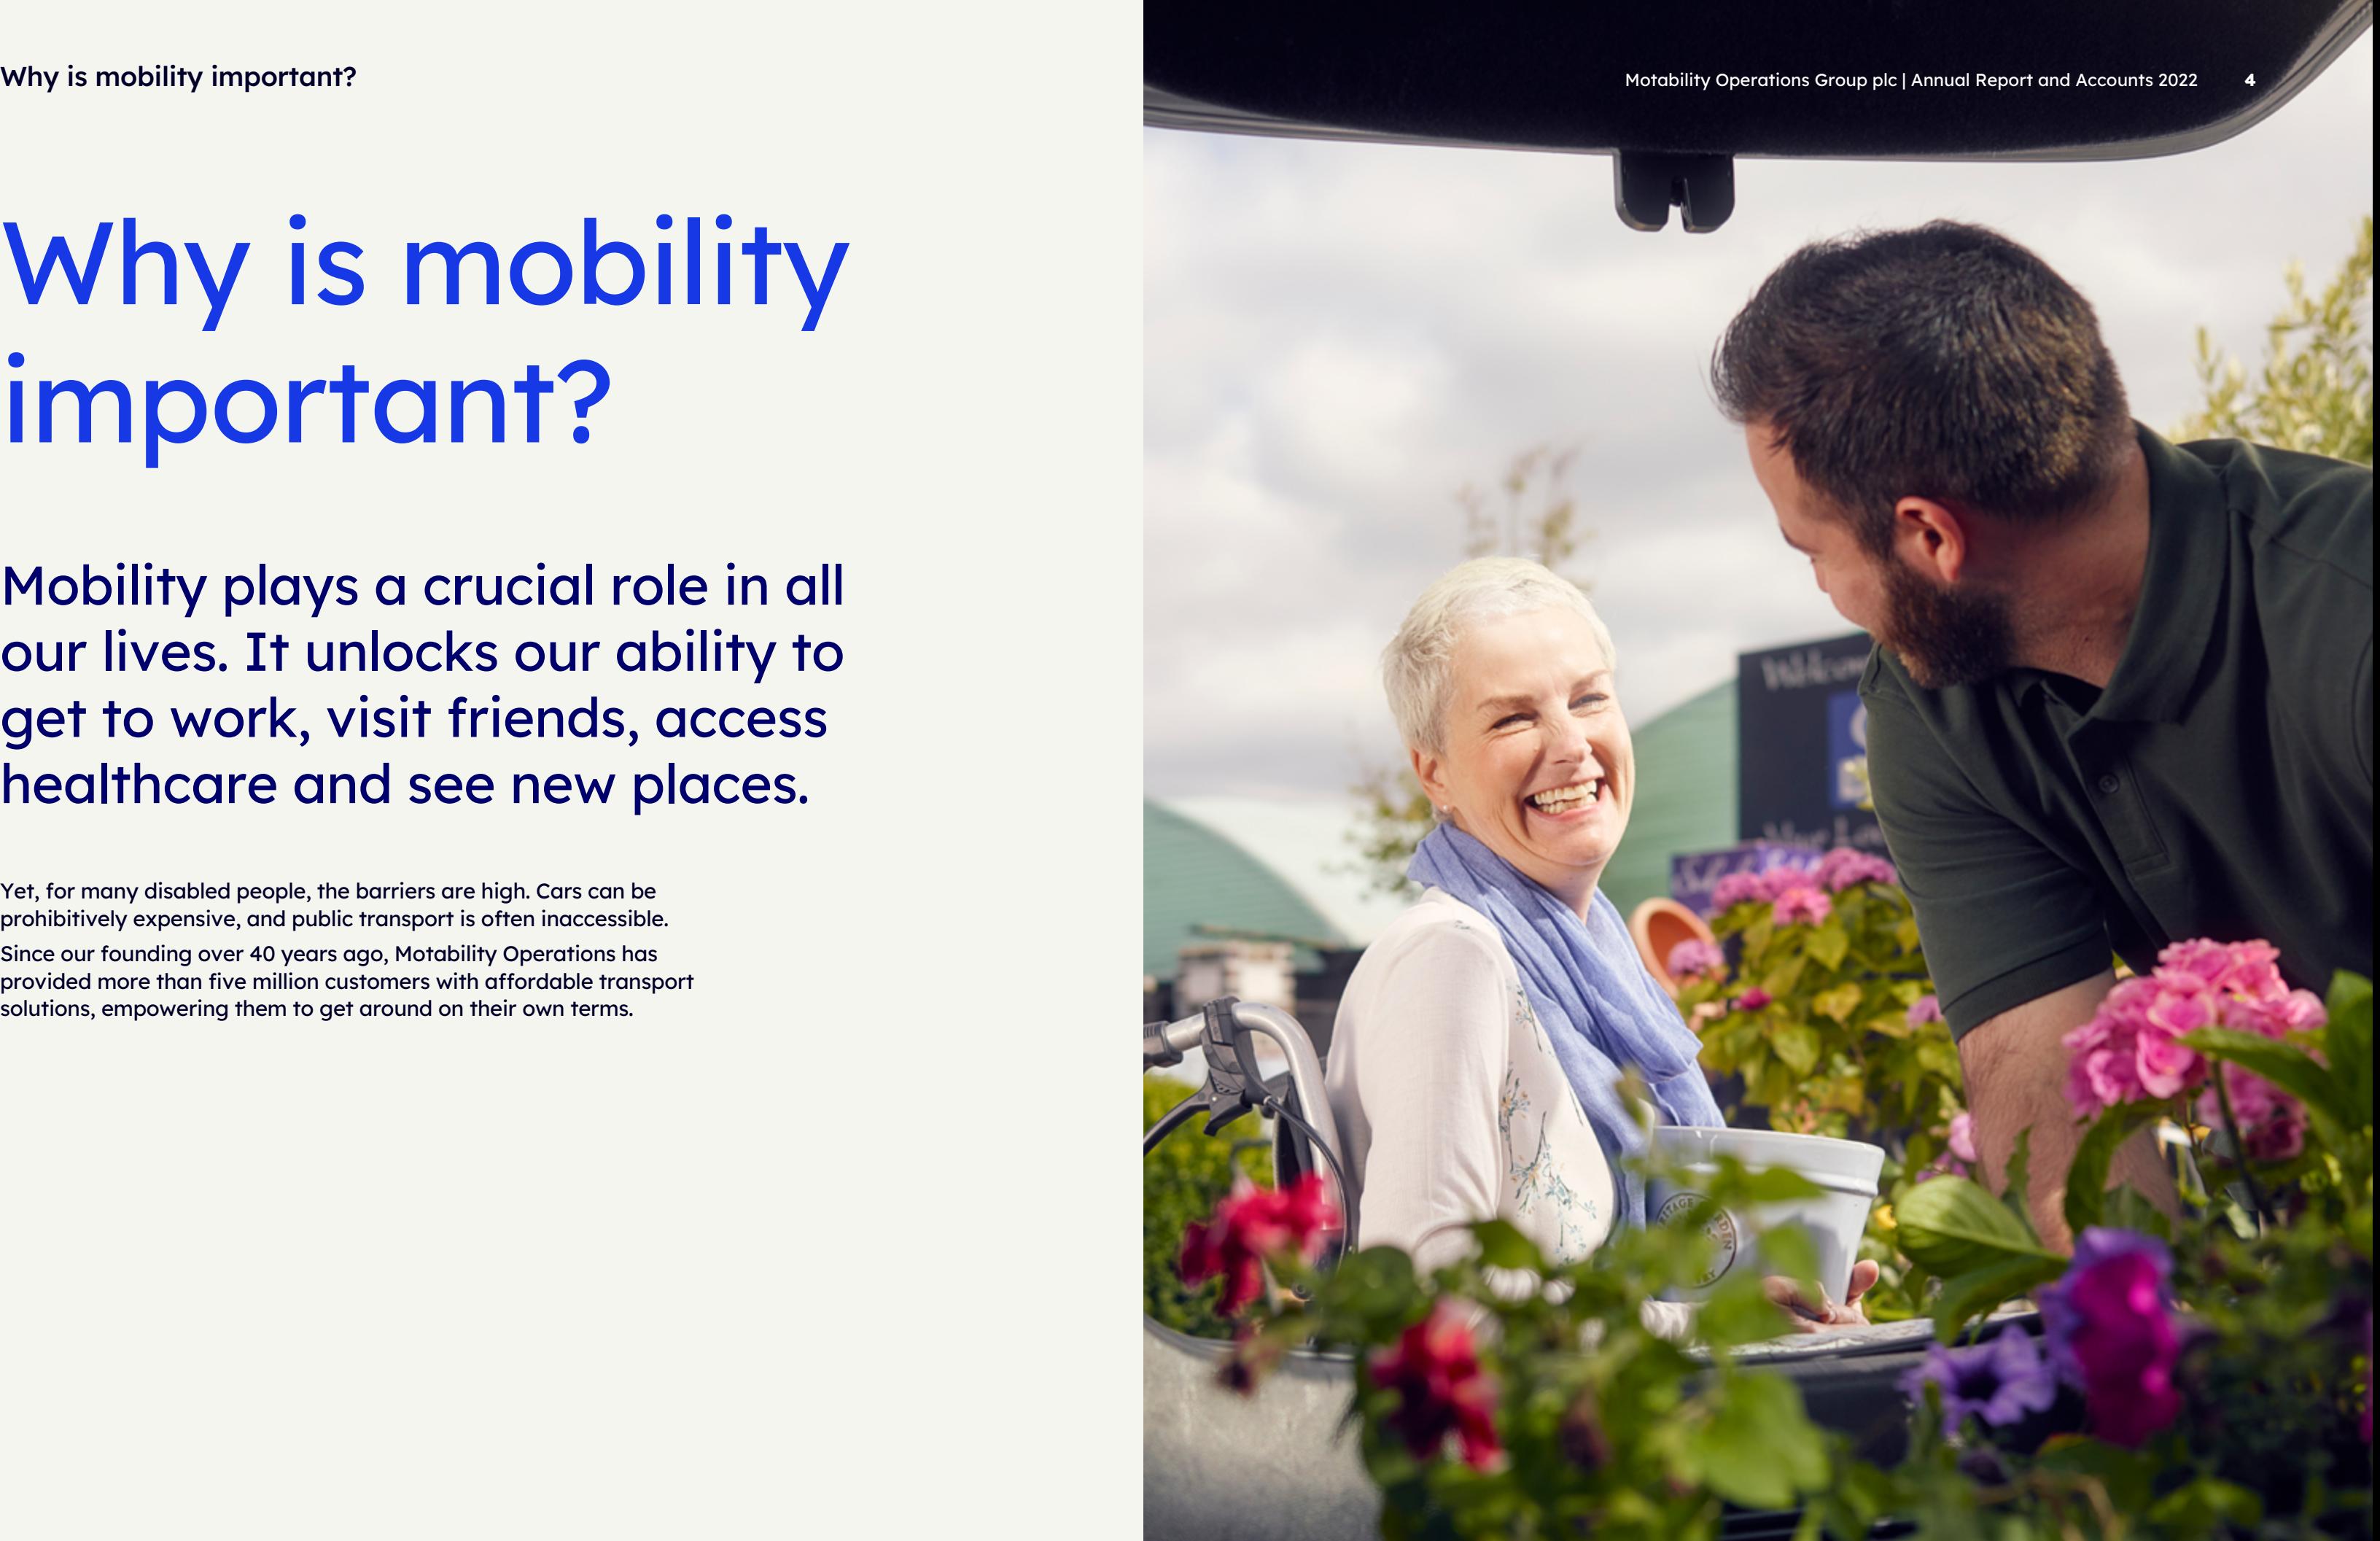 Why is mobility important?
Motability Operations Group plc | Annual Report and Accounts 2022 4
Why is mobility
important?
Mobility plays a crucial role in all
our lives. It unlocks our ability to
get to work, visit friends, access
healthcare and see new places.
Yet, for many disabled people, the barriers are high. Cars can be
prohibitively expensive, and public transport is often inaccessible.
Since our founding over 40 years ago, Motability Operations has
provided more than five million customers with affordable transport
solutions, empowering them to get around on their own terms.
Welcom